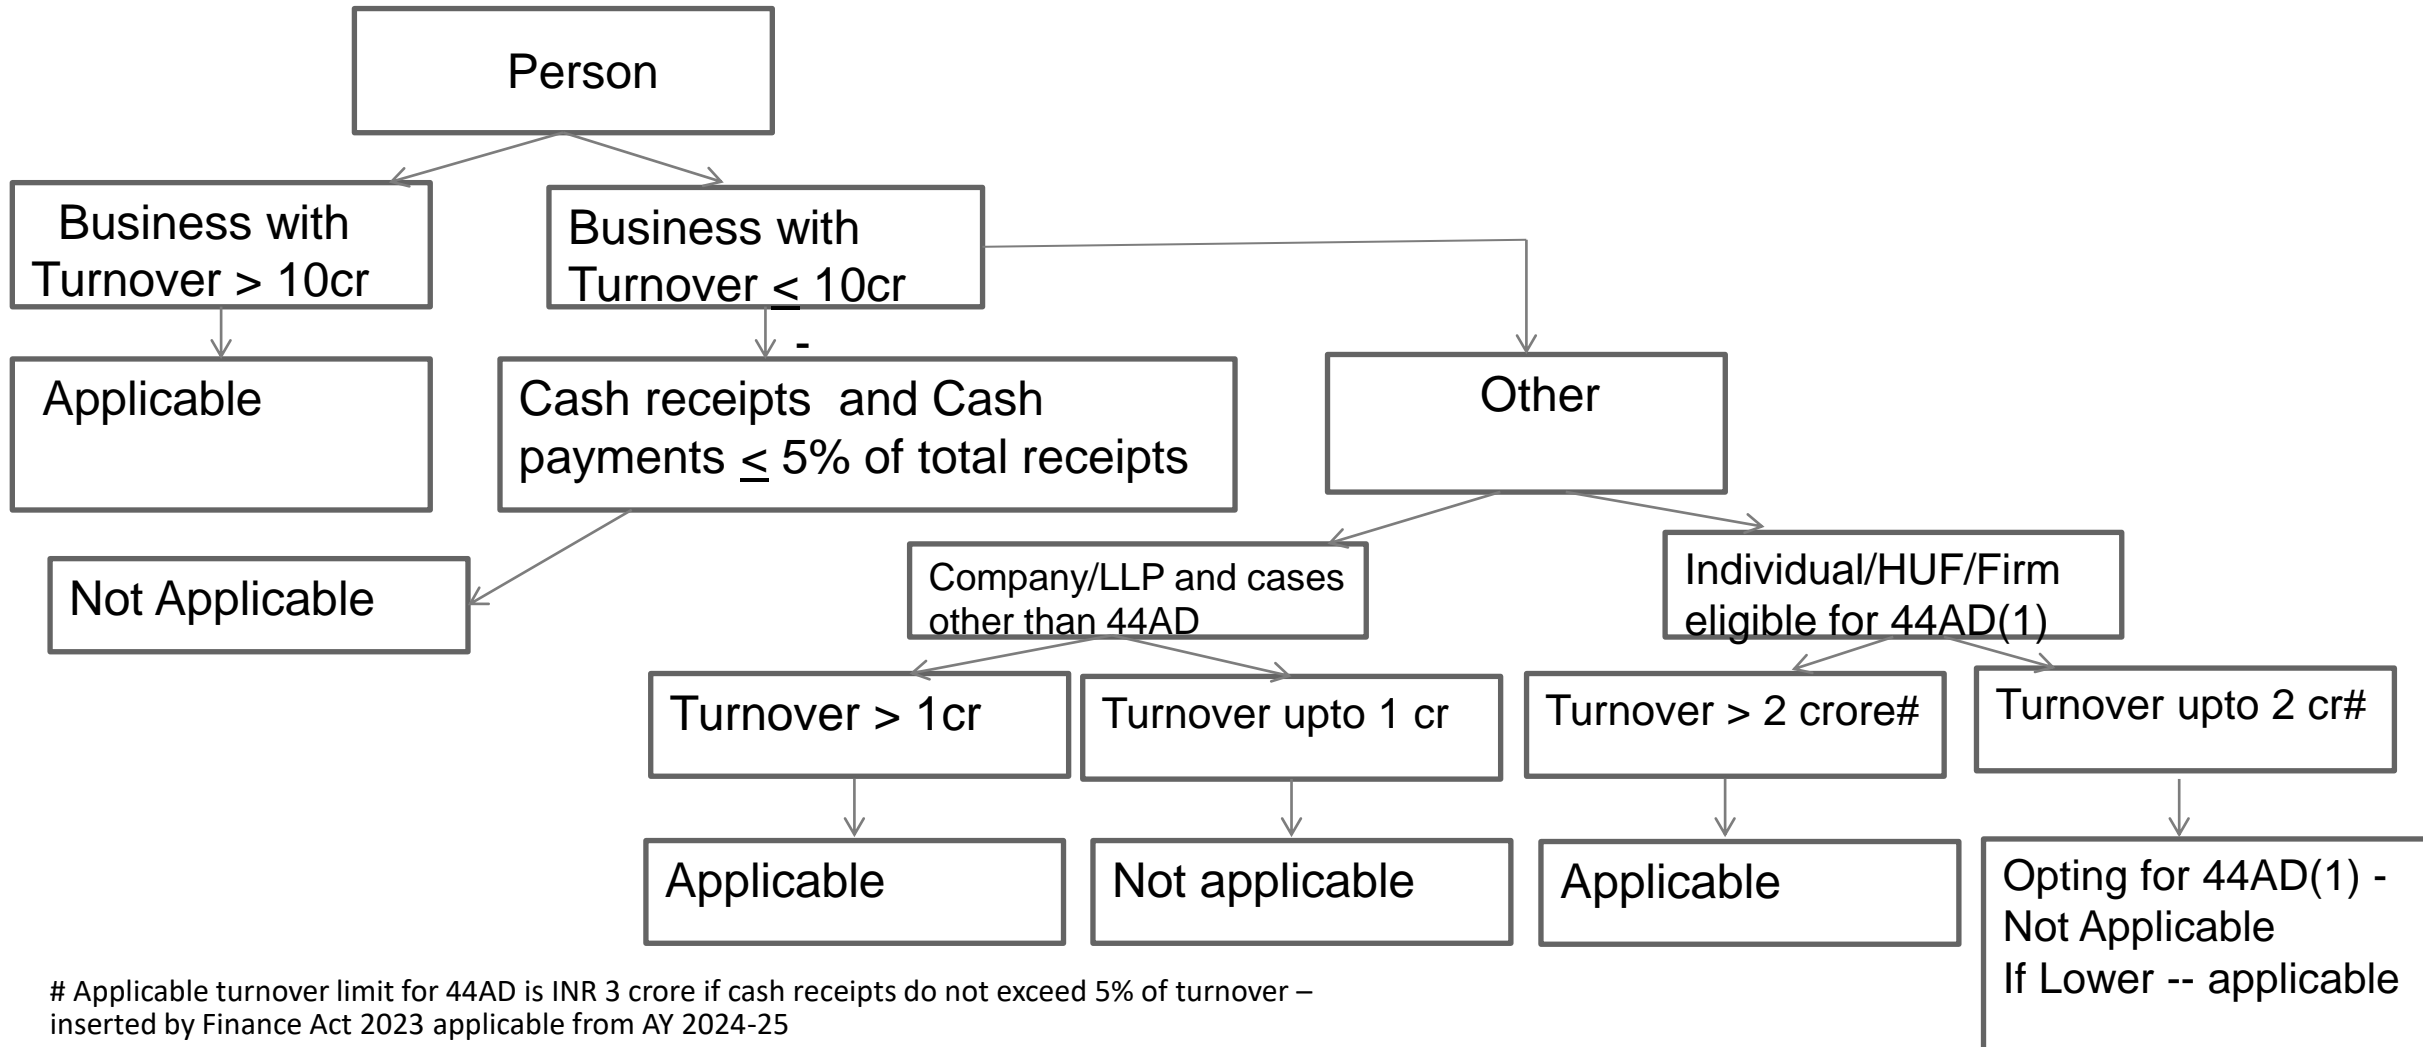 Person
Business with
Turnover > 10cr
Business with
Turnover ≤ 10cr
-
Applicable
Cash receipts and Cash
payments ≤ 5% of total receipts
Other
Not Applicable
Company/LLP and cases
other than 44AD
Individual/HUF/Firm
eligible for 44AD(1)
Turnover > 1cr
Turnover upto 1 cr
Turnover > 2 crore#
Turnover upto 2 cr#
Applicable
Not applicable
Applicable
Opting for 44AD(1) -
Not Applicable
If Lower -- applicable
# Applicable turnover limit for 44AD is INR 3 crore if cash receipts do not exceed 5% of turnover –
inserted by Finance Act 2023 applicable from AY 2024-25